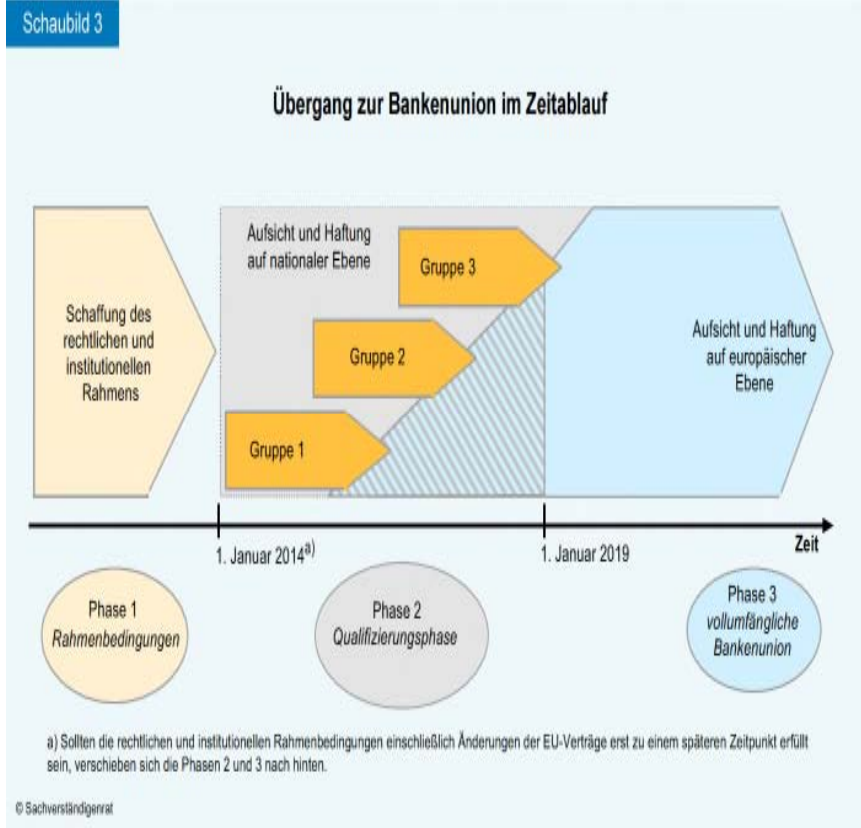 Schaubild 3
Übergang zur Bankenunion im Zeitablauf
Schaffung des
rechtlichen und
institutionellen
Rahmens
Aufsicht und Haftung
auf nationaler Ebene
Gruppe 3
Gruppe 2
Gruppe 1
Aufsicht und Haftung
auf europäischer
Ebene
1. Januar 2014a)
1. Januar 2019
Zeit
Phase 1
Rahmenbedingungen
Phase 2
Qualifizierungsphase
Phase 3
vollumfängliche
Bankenunion
a) Sollten die rechtlichen und institutionellen Rahmenbedingungen einschließlich Änderungen der EU-Verträge erst zu einem späteren Zeitpunkt erfüllt
sein, verschieben sich die Phasen 2 und 3 nach hinten.
© Sachverständigenrat